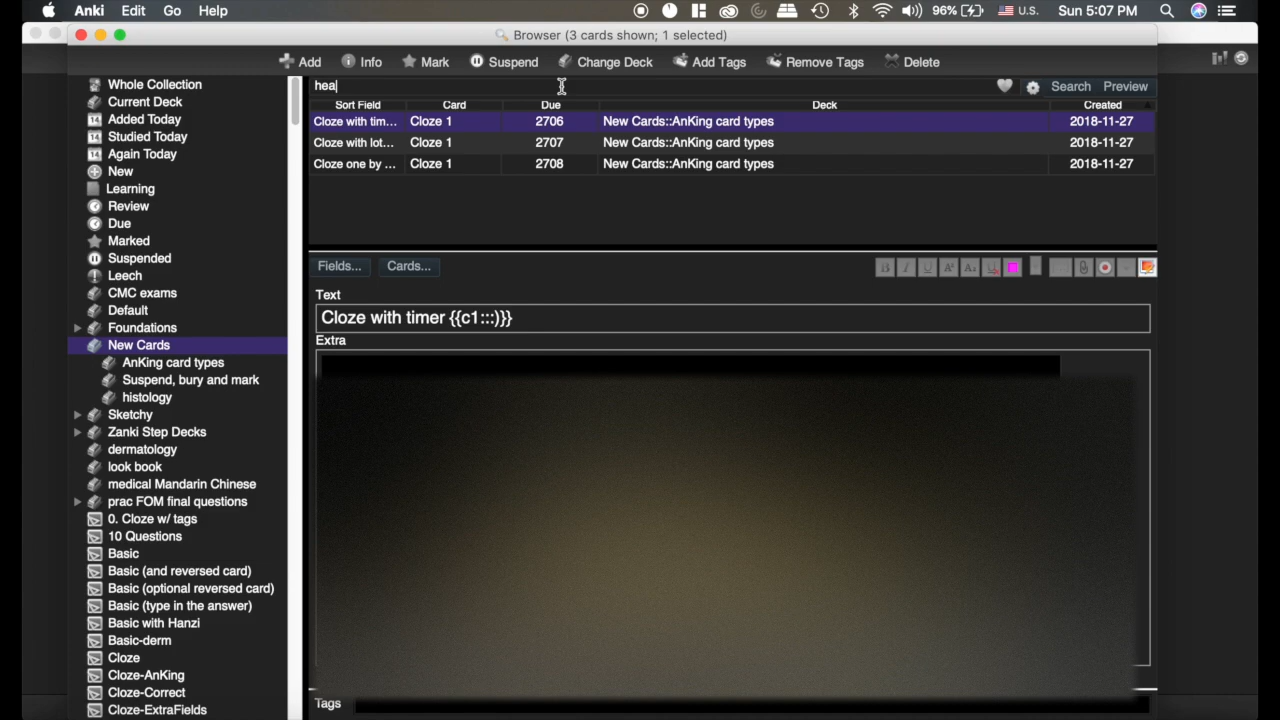 Anki Edit Go Help 96% U.S. Sun 5:07 PM
Browser (3 cards shown; 1 selected)
Add Info Mark Suspend Change Deck Add Tags Remove Tags Delete
Whole Collection
Current Deck
Added Today
Studied Today
Again Today
New
Learning
Review
Due
Marked
Suspended
Leech
CMC exams
Default
Foundations
New Cards
AnKing card types
Suspend, bury and mark
histology
Sketchy
Zanki Step Decks
dermatology
look book
medical Mandarin Chinese
prac FOM final questions
0. Cloze w/ tags
10 Questions
Basic
Basic (and reversed card)
Basic (optional reversed card)
Basic (type in the answer)
Basic with Hanzi
Basic-derm
Cloze
Cloze-AnKing
Cloze-Correct
Cloze-ExtraFields
hea Search Preview
Sort Field Card Due Deck Created
Cloze with tim... Cloze 1 2706 New Cards::AnKing card types 2018-11-27
Cloze with lot... Cloze 1 2707 New Cards::AnKing card types 2018-11-27
Cloze one by ... Cloze 1 2708 New Cards::AnKing card types 2018-11-27
Fields... Cards... B I U A² A₂ U
Text
Cloze with timer {{c1:::)}}
Extra
Tags